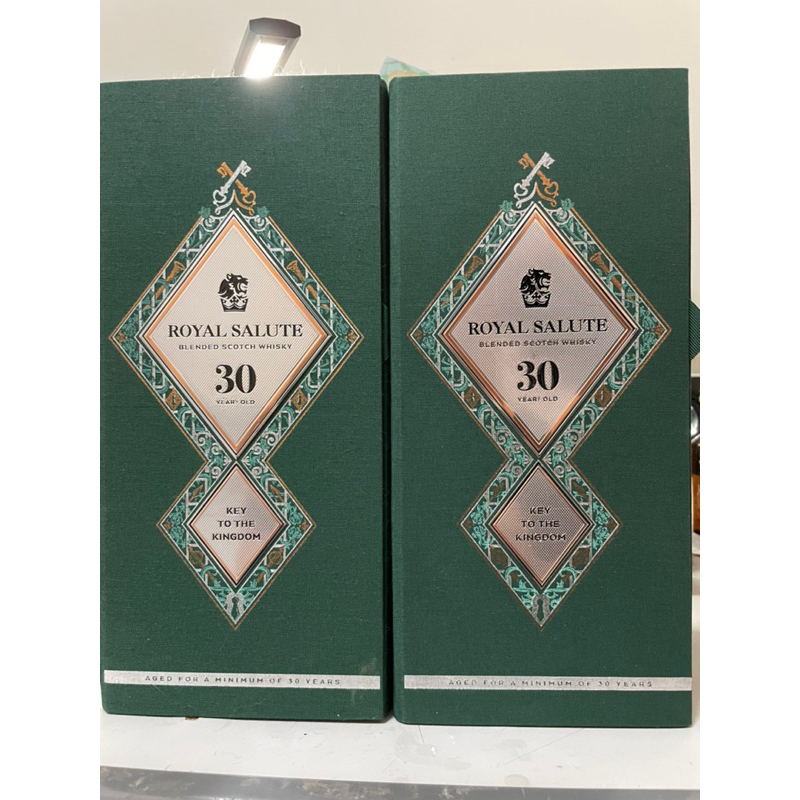 ROYAL SALUTE
BLENDED SCOTCH WHISKY
30
YEARS OLD
KEY
TO THE
KINGDOM
AGED FOR A MINIMUM OF 30 YEARS
ROYAL SALUTE
BLENDED SCOTCH WHISKY
30
YEARS OLD
KEY
TO THE
KINGDOM
AGED FOR A MINIMUM OF 30 YEARS